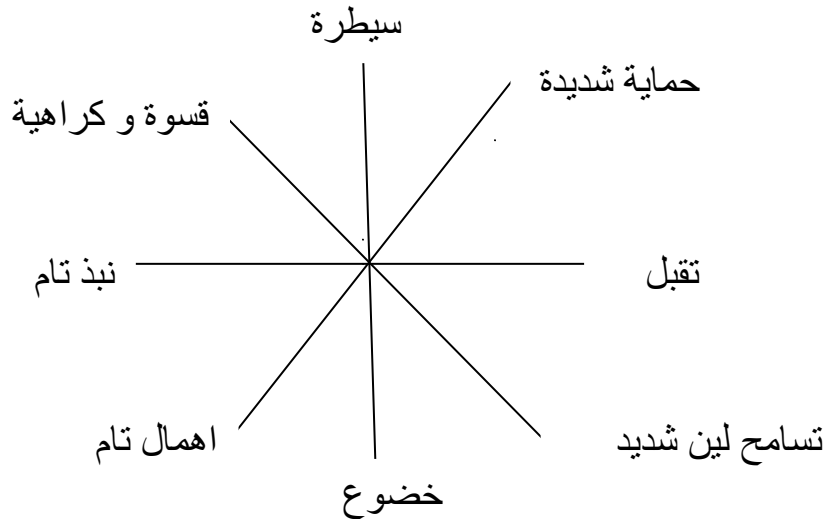 سيطرة
حماية شديدة
قسوة و كراهية
تقبل
نبذ تام
تسامح لين شديد
اهمال تام
خضوع